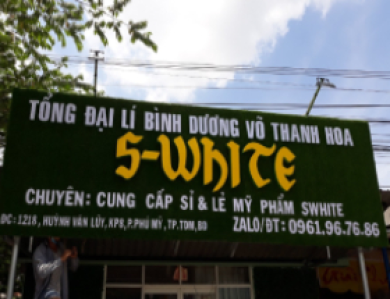 TỔNG ĐẠI LÍ BÌNH DƯƠNG VÕ THANH HOA
S-WHITE
CHUYÊN: CUNG CẤP SỈ & LẺ MỸ PHẨM SWHITE
ĐC: 1218, HUỲNH VĂN LŨY, KP8, P.PHÚ MỸ, TP.TDM, BD ZALO/ĐT: 0961.96.76.86